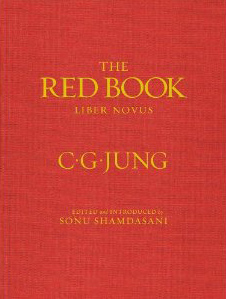 THE
RED BOOK
LIBER NOVUS
C·G·JUNG
EDITED and INTRODUCED by
SONU SHAMDASANI